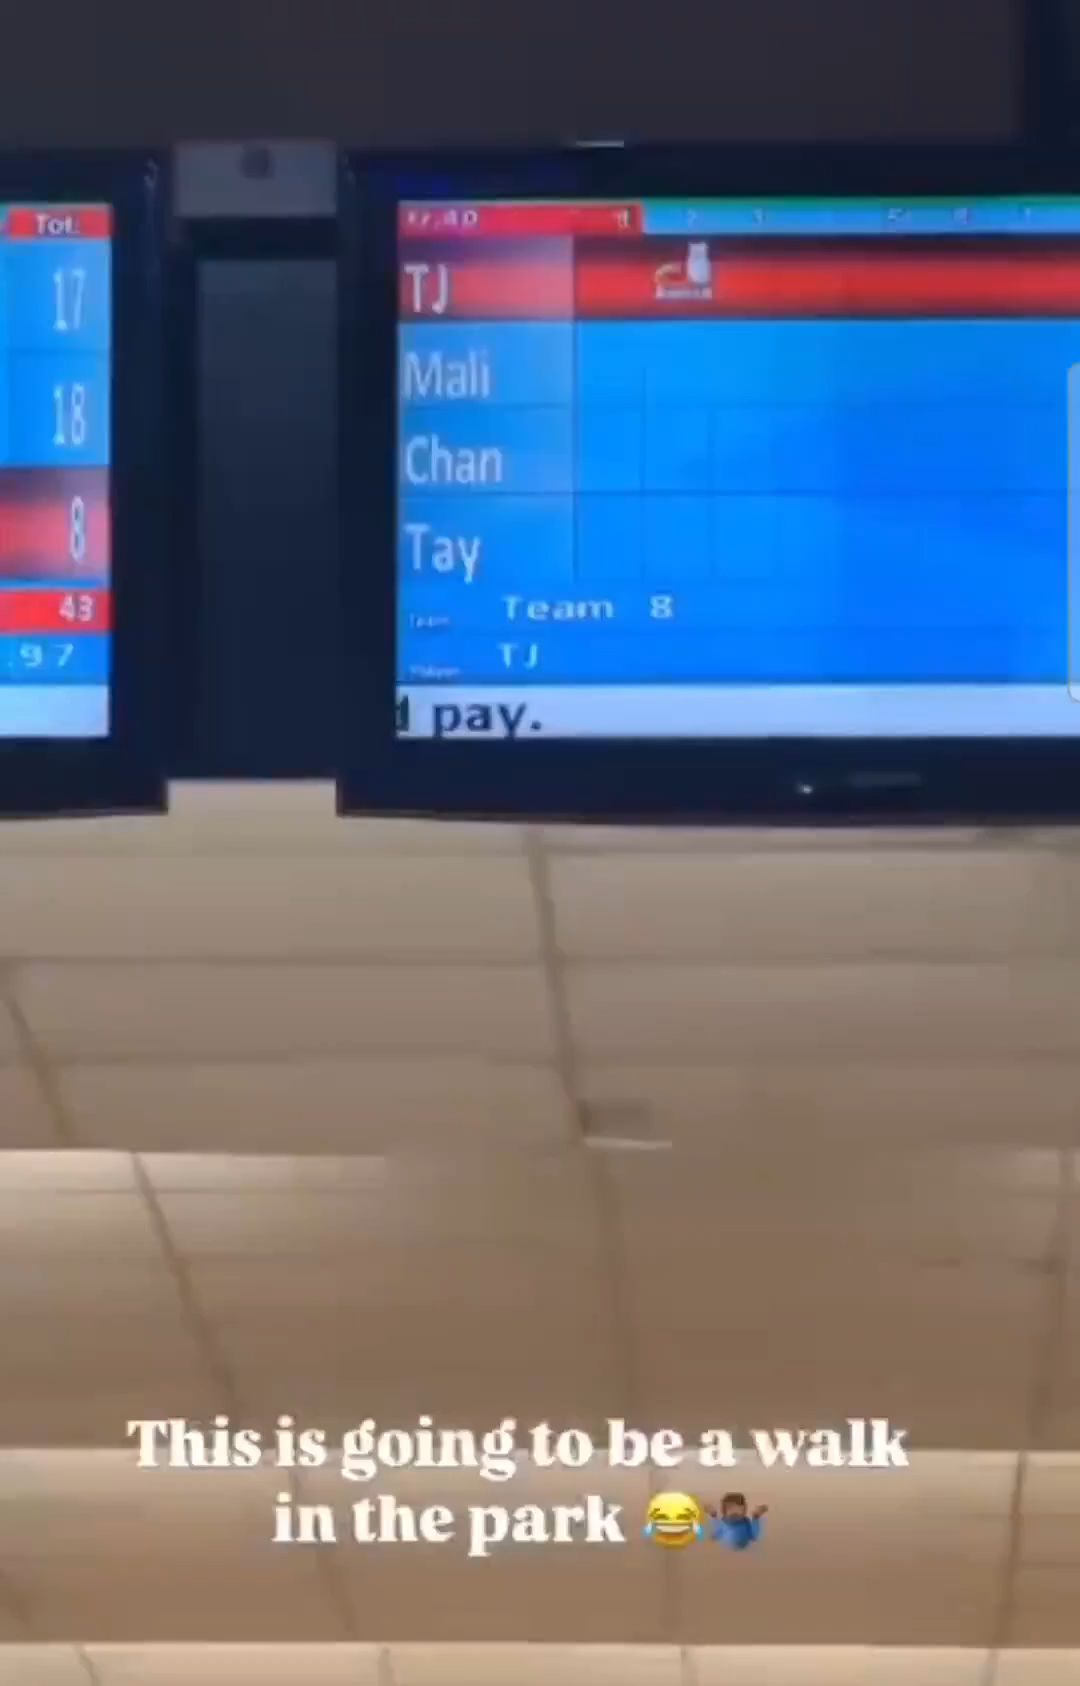 Tot.
17
18
8
43
.97
1
TJ
Mali
Chan
Tay
Team 8
TJ
pay.
This is going to be a walk
in the park 😂🤷🏾‍♂️